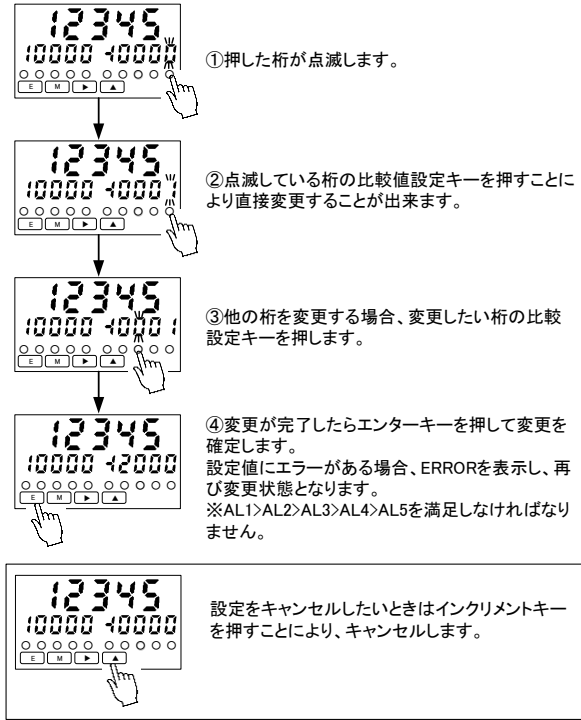 12345
10000 -10000
E M ▶ ▲
①押した桁が点滅します。
12345
10000 -10001
E M ▶ ▲
②点滅している桁の比較値設定キーを押すことに
より直接変更することが出来ます。
12345
10000 -10001
E M ▶ ▲
③他の桁を変更する場合、変更したい桁の比較
設定キーを押します。
12345
10000 -12000
E M ▶ ▲
④変更が完了したらエンターキーを押して変更を
確定します。
設定値にエラーがある場合、ERRORを表示し、再
び変更状態となります。
※AL1>AL2>AL3>AL4>AL5を満足しなければなり
ません。
12345
10000 -10000
E M ▶ ▲
設定をキャンセルしたいときはインクリメントキー
を押すことにより、キャンセルします。